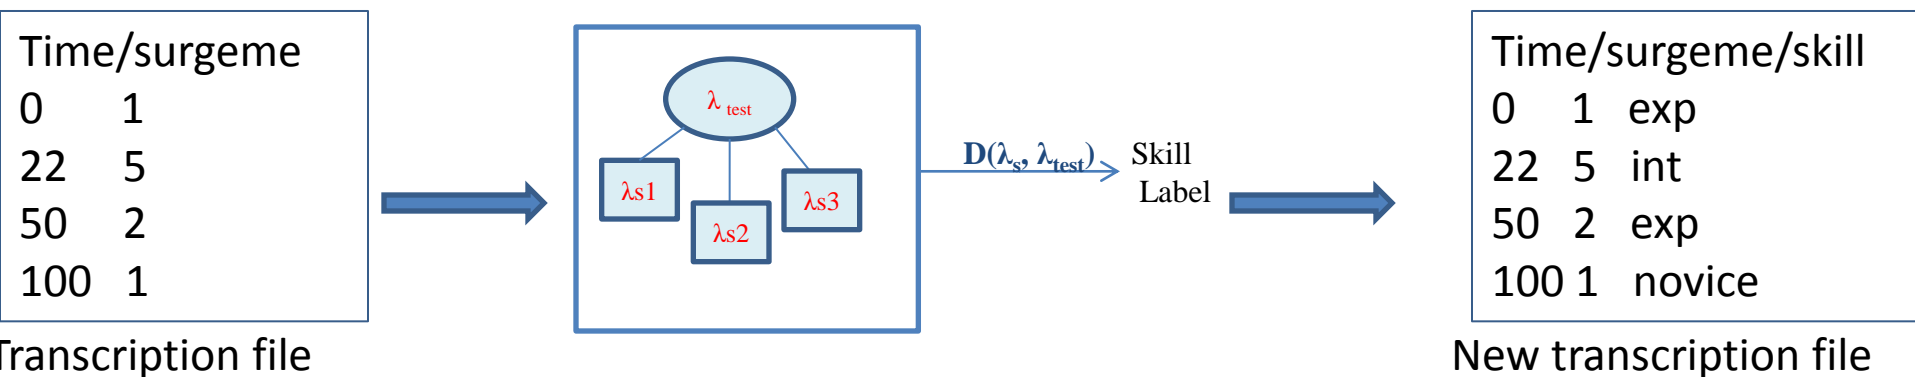 Time/surgeme
0 1
22 5
50 2
100 1
Transcription file
λ test
λs1
λs2
λs3
D(λs, λtest)
Skill
Label
Time/surgeme/skill
0 1 exp
22 5 int
50 2 exp
100 1 novice
New transcription file